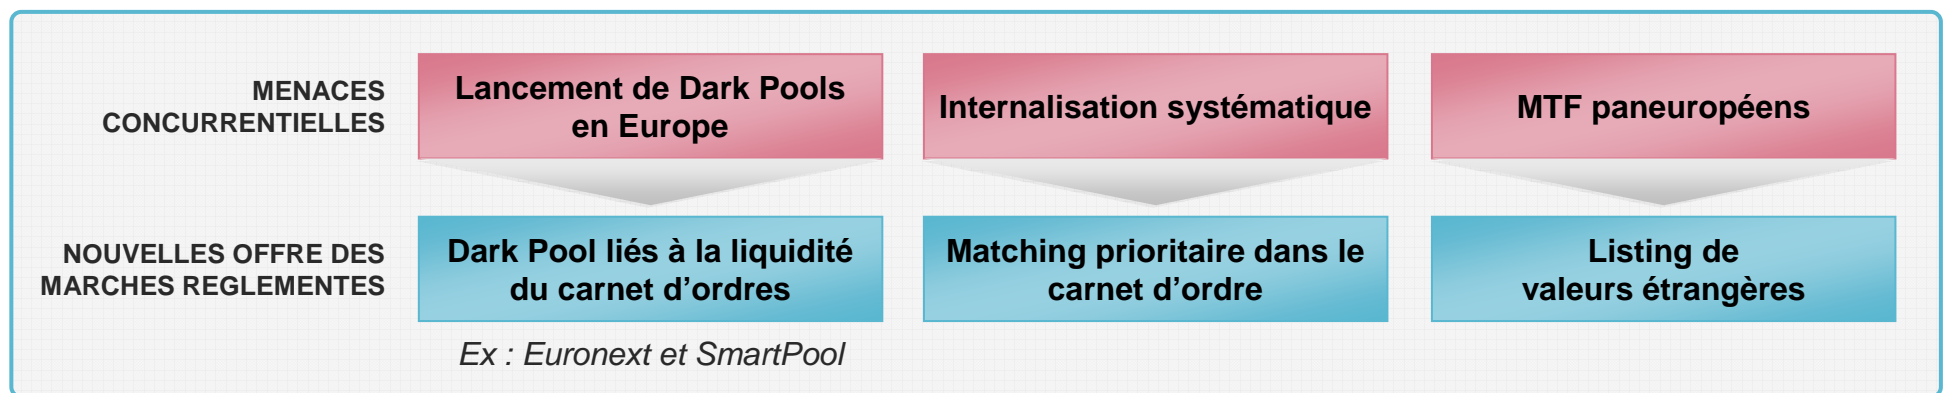 MENACES
CONCURRENTIELLES
Lancement de Dark Pools
en Europe
Internalisation systématique
MTF paneuropéens
NOUVELLES OFFRE DES
MARCHES REGLEMENTES
Dark Pool liés à la liquidité
du carnet d’ordres
Matching prioritaire dans le
carnet d’ordre
Listing de
valeurs étrangères
Ex : Euronext et SmartPool